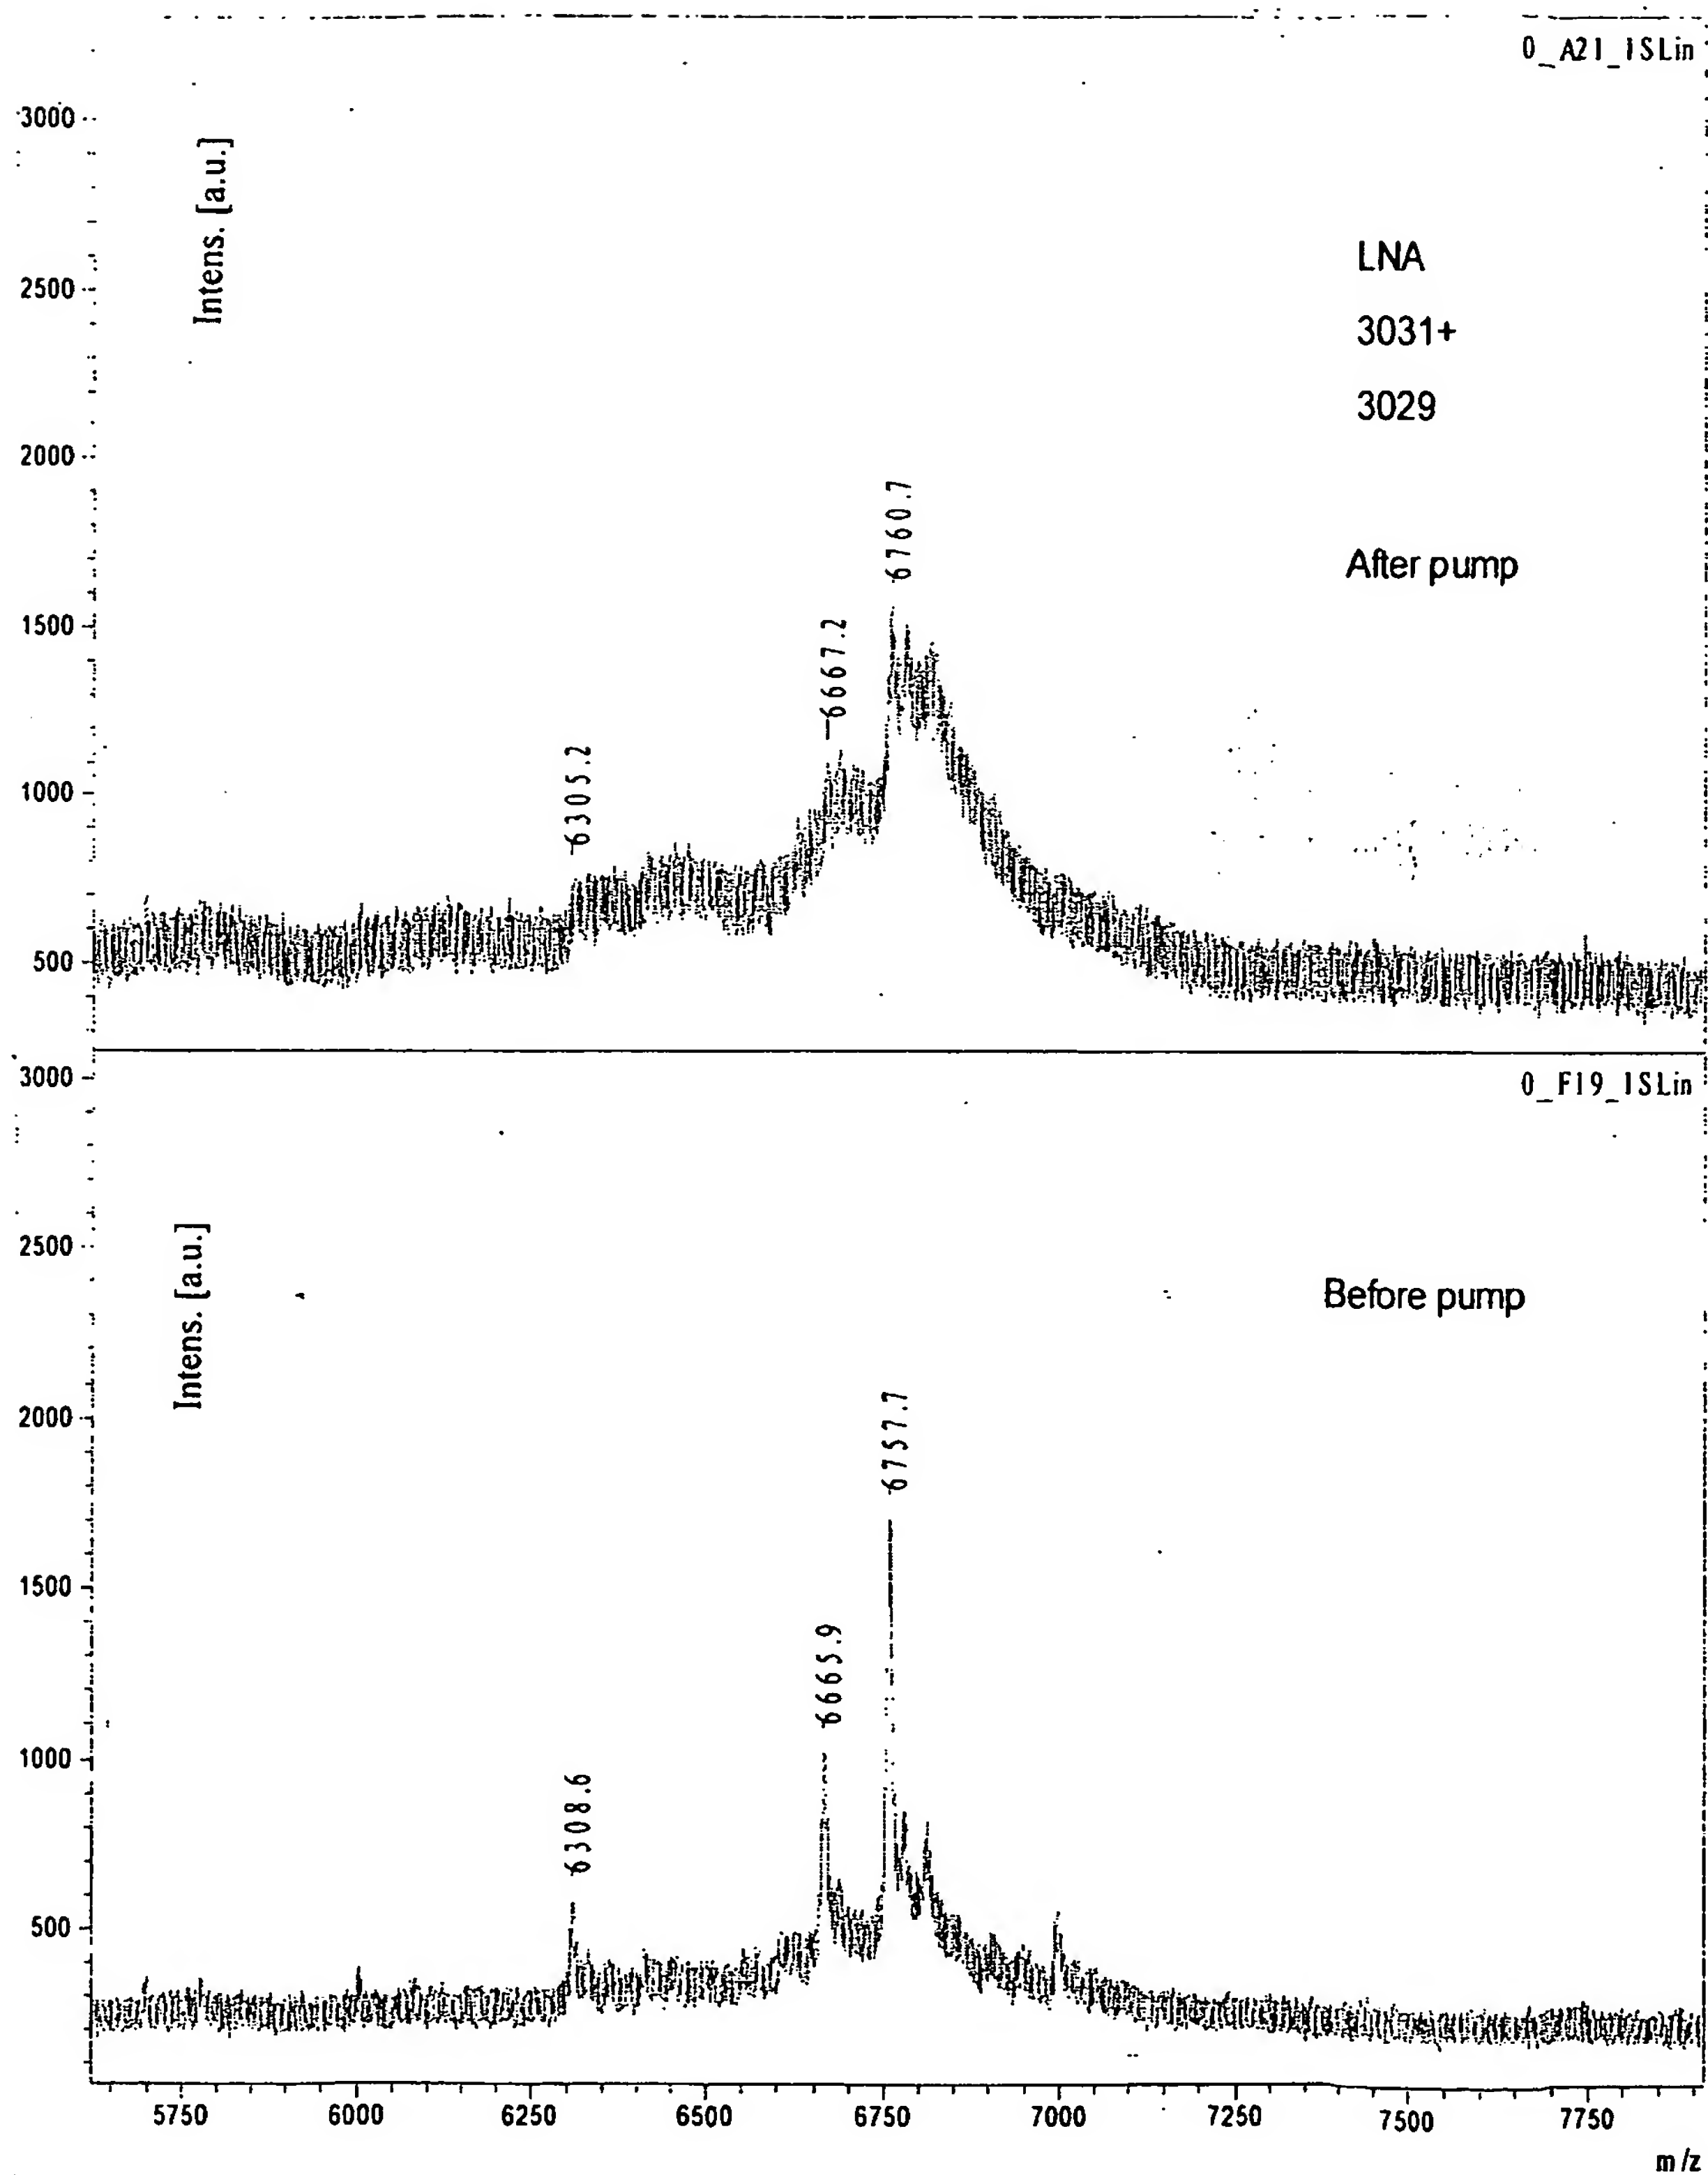 0_A21_1SLin
3000
Intens. [a.u.]
2500
2000
1500
1000
500
LNA
3031+
3029
After pump
6305.2
6667.2
6760.7
0_F19_1SLin
3000
Intens. [a.u.]
2500
2000
1500
1000
500
Before pump
6308.6
6665.9
6757.7
5750 6000 6250 6500 6750 7000 7250 7500 7750
m/z